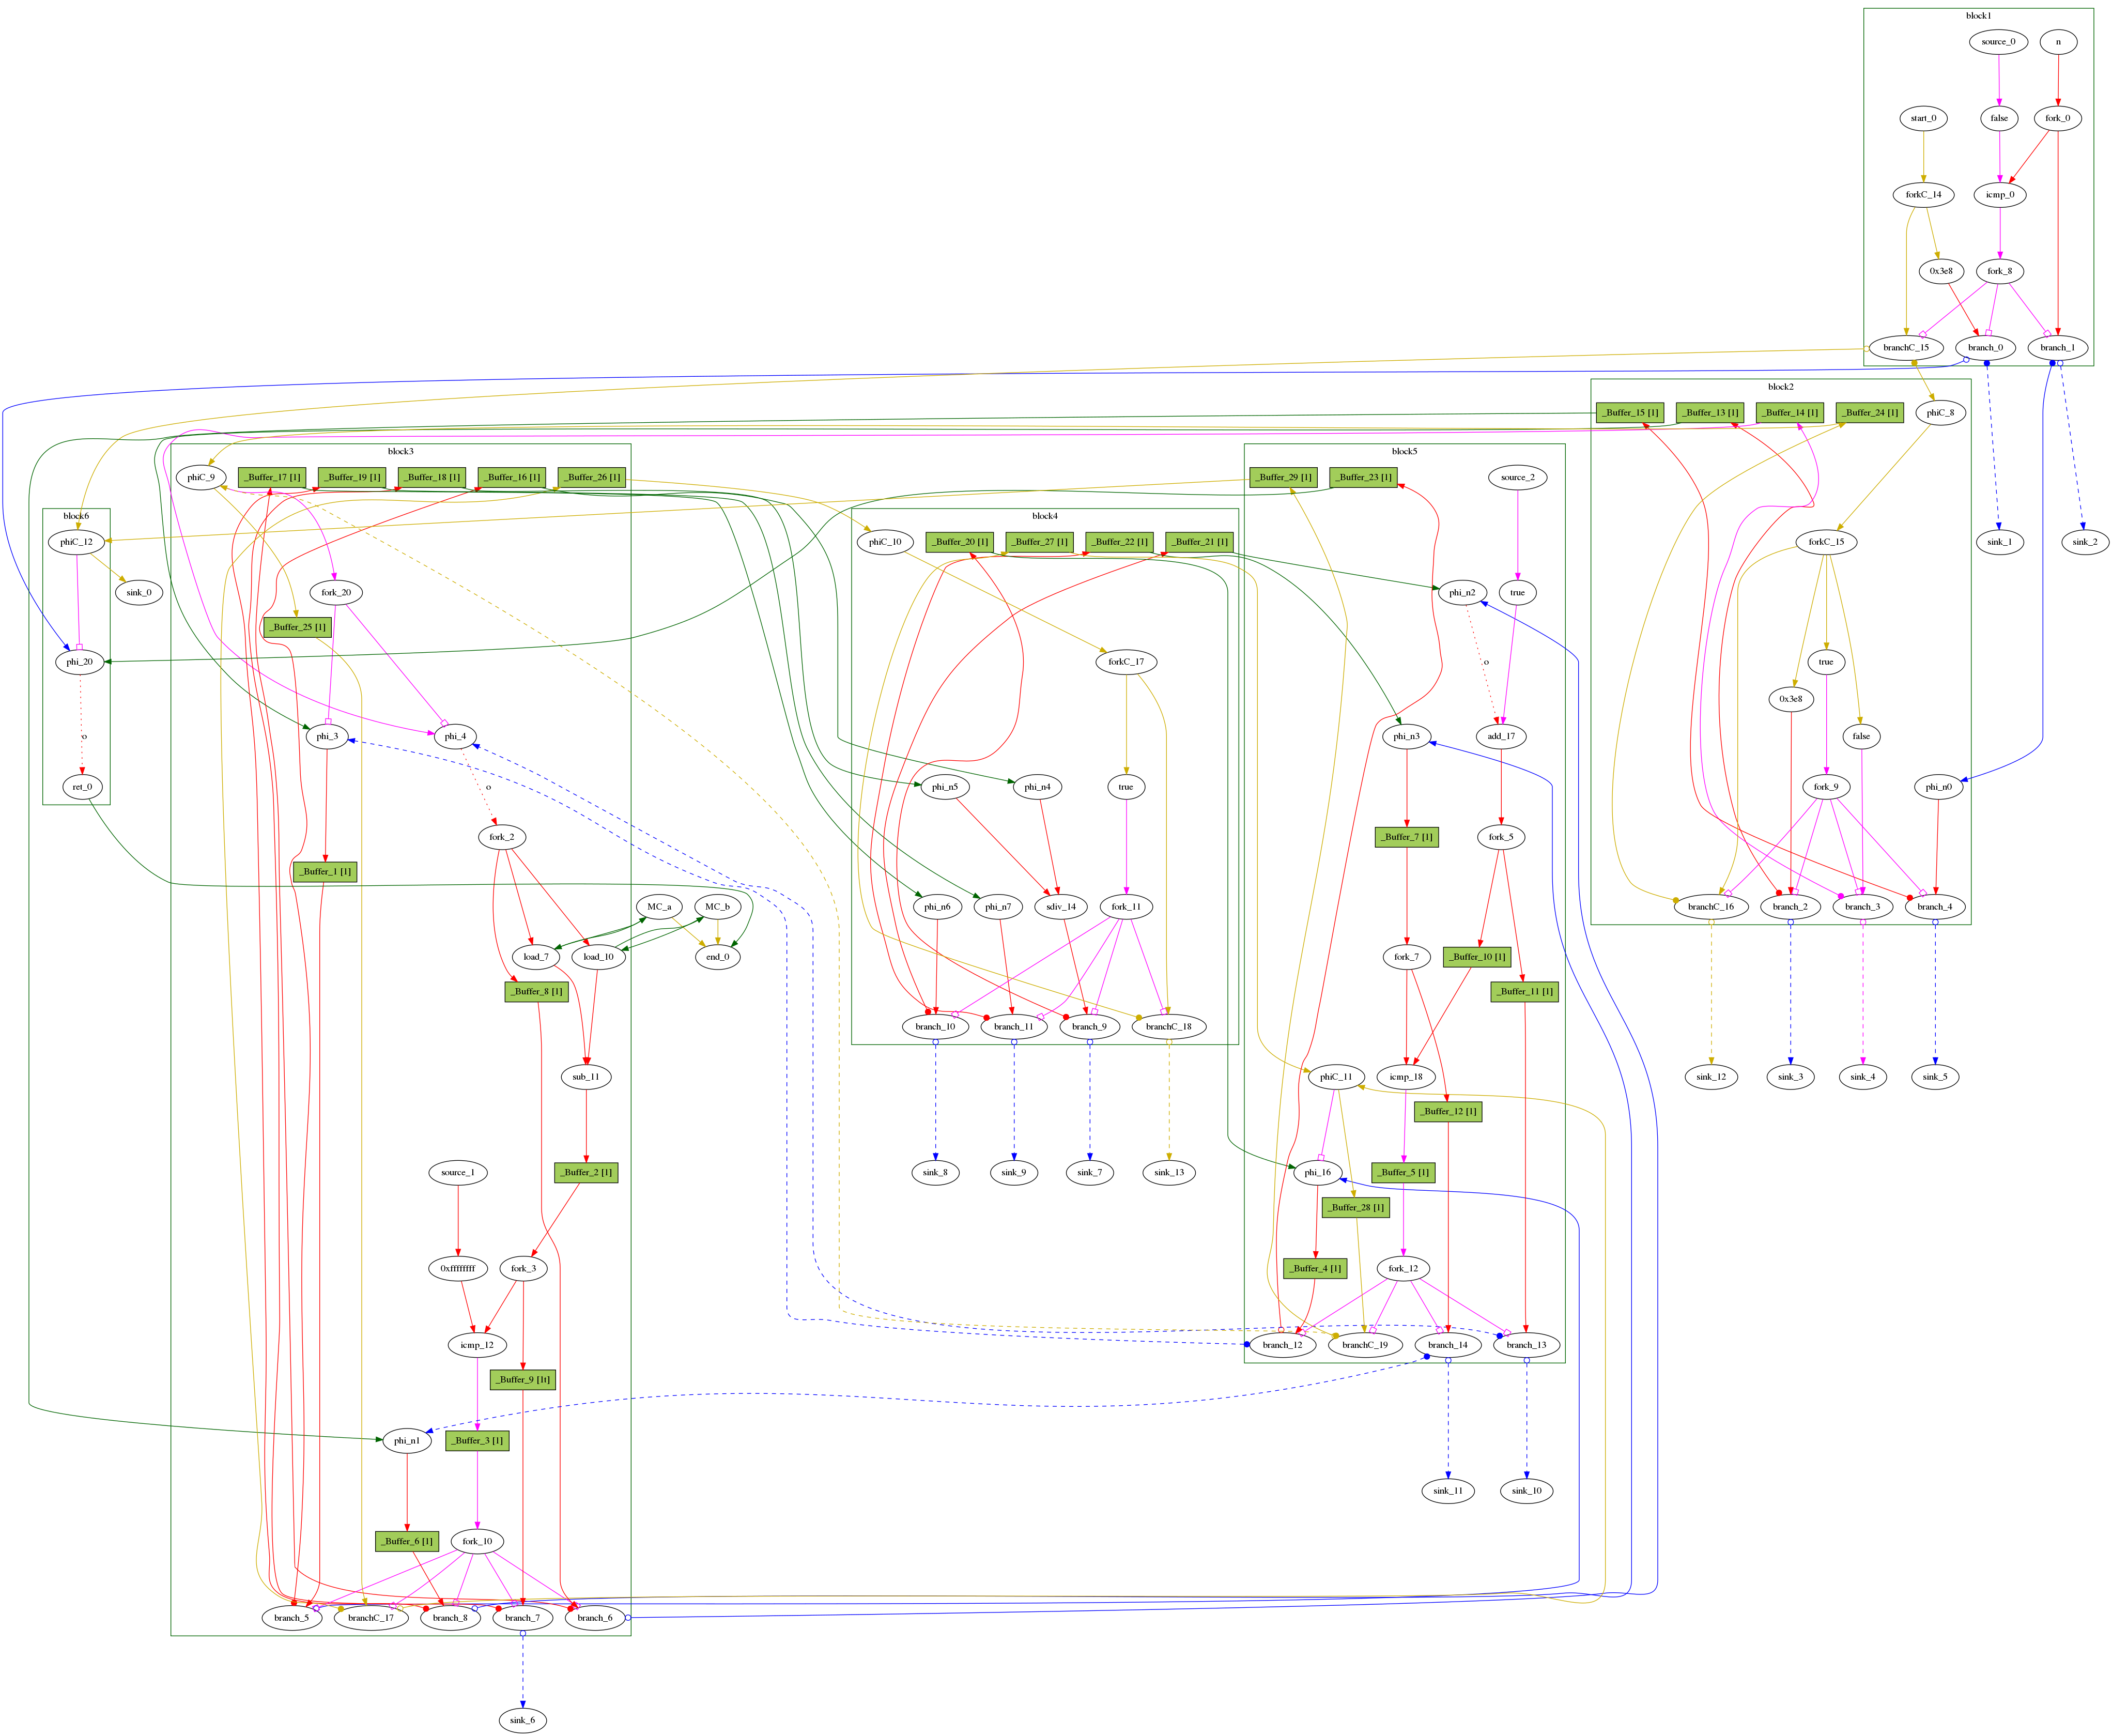 block1
source_0
n
start_0
false
fork_0
forkC_14
icmp_0
0x3e8
fork_8
branchC_15
branch_0
branch_1
block2
_Buffer_15 [1]
_Buffer_13 [1]
_Buffer_14 [1]
_Buffer_24 [1]
phiC_8
forkC_15
sink_1
sink_2
true
0x3e8
false
fork_9
phi_n0
branchC_16
branch_2
branch_3
branch_4
sink_12
sink_3
sink_4
sink_5
block3
phiC_9
_Buffer_17 [1]
_Buffer_19 [1]
_Buffer_18 [1]
_Buffer_16 [1]
_Buffer_26 [1]
fork_20
_Buffer_25 [1]
phi_3
phi_4
o
fork_2
_Buffer_1 [1]
load_7
load_10
_Buffer_8 [1]
sub_11
source_1
_Buffer_2 [1]
0xffffffff
fork_3
icmp_12
_Buffer_9 [1t]
phi_n1
_Buffer_3 [1]
_Buffer_6 [1]
fork_10
branch_5
branchC_17
branch_8
branch_7
branch_6
sink_6
block6
phiC_12
sink_0
phi_20
o
ret_0
MC_a
MC_b
end_0
block4
phiC_10
_Buffer_20 [1]
_Buffer_27 [1]
_Buffer_22 [1]
_Buffer_21 [1]
forkC_17
phi_n5
phi_n4
true
phi_n6
phi_n7
sdiv_14
fork_11
branch_10
branch_11
branch_9
branchC_18
sink_8
sink_9
sink_7
sink_13
block5
_Buffer_29 [1]
_Buffer_23 [1]
source_2
phi_n2
true
o
phi_n3
add_17
_Buffer_7 [1]
fork_5
fork_7
_Buffer_10 [1]
_Buffer_11 [1]
phiC_11
icmp_18
_Buffer_12 [1]
phi_16
_Buffer_5 [1]
_Buffer_28 [1]
_Buffer_4 [1]
fork_12
branch_12
branchC_19
branch_14
branch_13
sink_11
sink_10